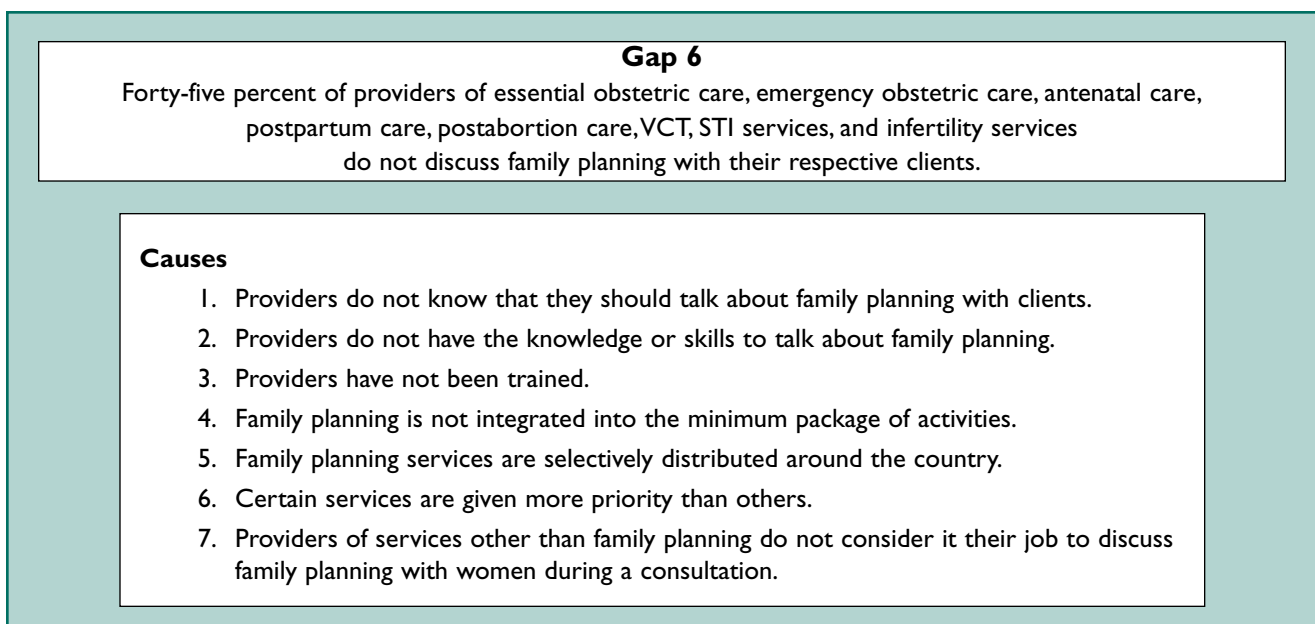 Gap 6
Forty-five percent of providers of essential obstetric care, emergency obstetric care, antenatal care,
postpartum care, postabortion care, VCT, STI services, and infertility services
do not discuss family planning with their respective clients.
Causes
1. Providers do not know that they should talk about family planning with clients.
2. Providers do not have the knowledge or skills to talk about family planning.
3. Providers have not been trained.
4. Family planning is not integrated into the minimum package of activities.
5. Family planning services are selectively distributed around the country.
6. Certain services are given more priority than others.
7. Providers of services other than family planning do not consider it their job to discuss
family planning with women during a consultation.